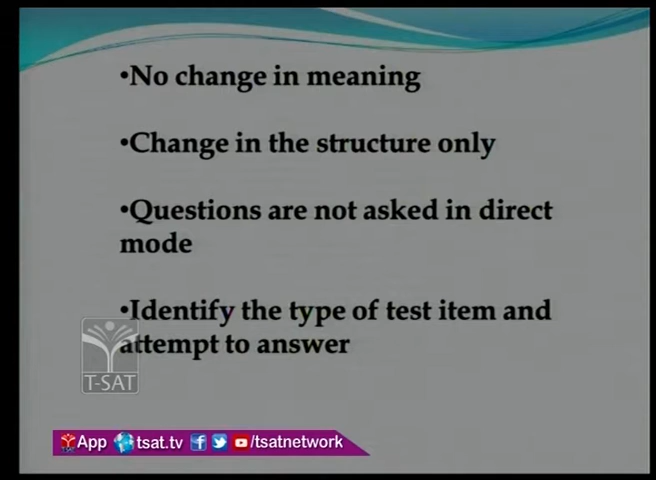 •No change in meaning
•Change in the structure only
•Questions are not asked in direct
mode
•Identify the type of test item and
attempt to answer
T-SAT
App tsat.tv /tsatnetwork